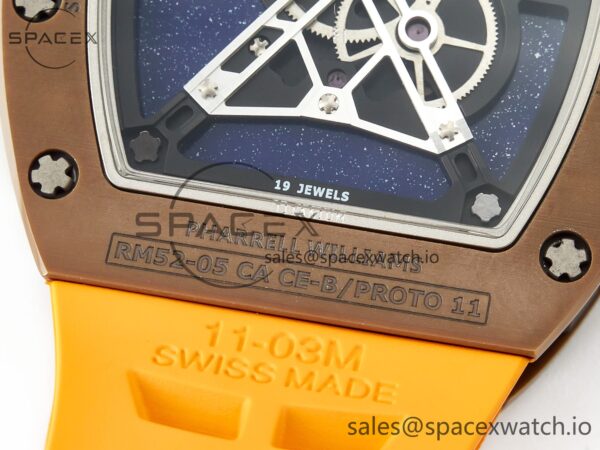 SPACEX
19 JEWELS
SPACEX
PHARRELL WILLIAMS
sales@spacexwatch.io
RM52-05 CA CE-B/PROTO 11
11-03M
SWISS MADE
sales@spacexwatch.io